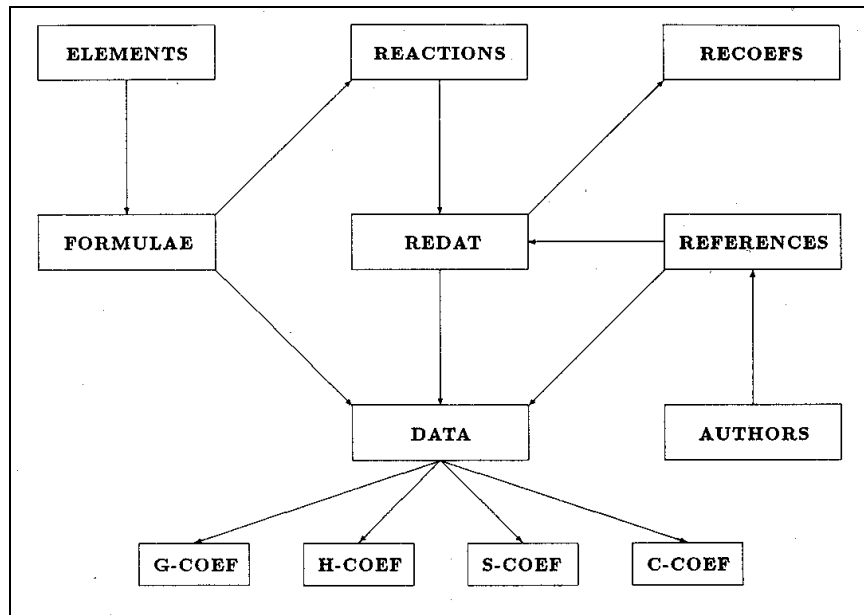 ELEMENTS
REACTIONS
RECOEFS
FORMULAE
REDAT
REFERENCES
DATA
AUTHORS
G-COEF
H-COEF
S-COEF
C-COEF